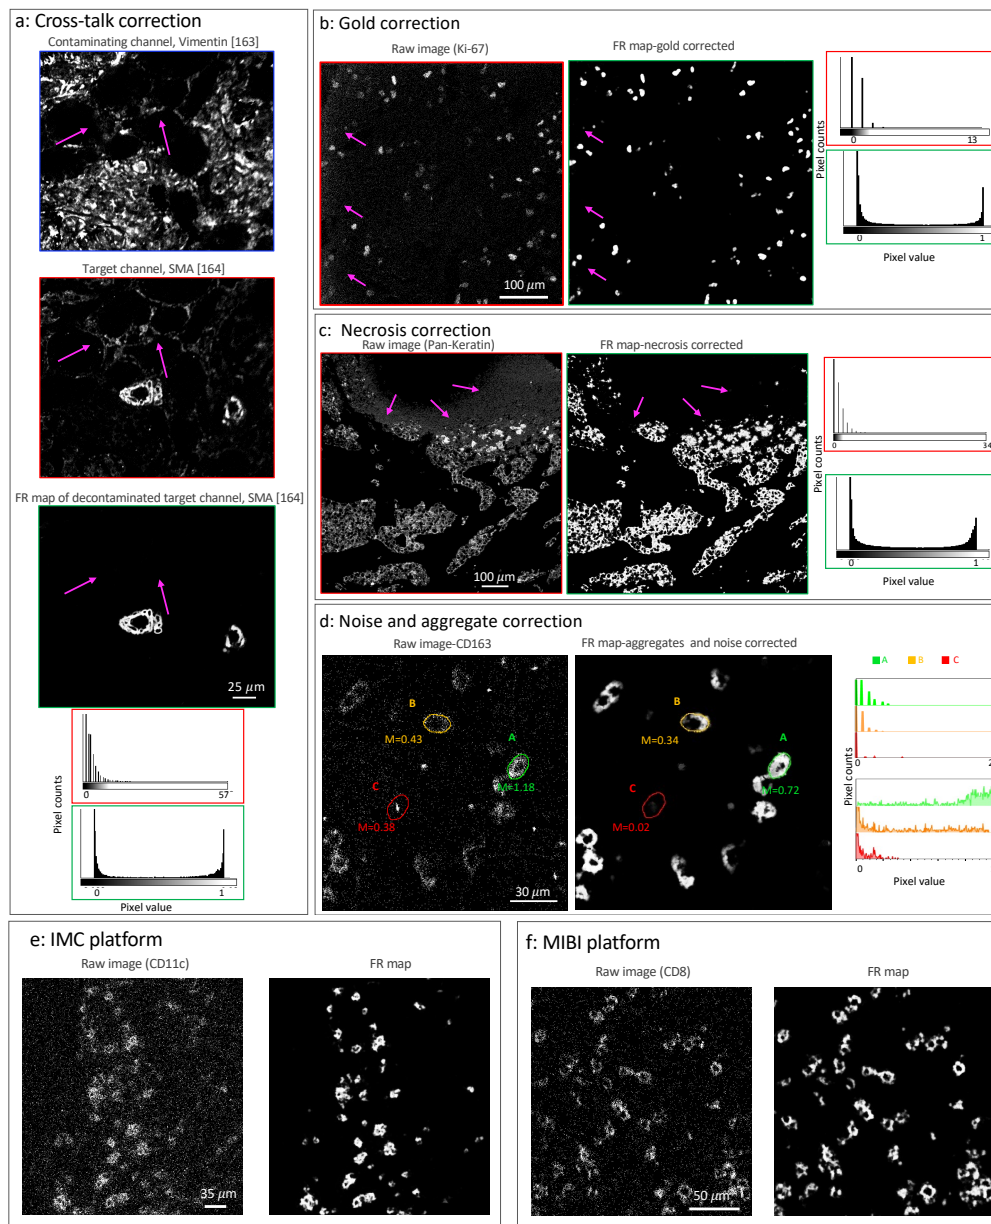 a: Cross-talk correction
Contaminating channel, Vimentin [163]
Target channel, SMA [164]
FR map of decontaminated target channel, SMA [164]
25 μm
Pixel counts
0
57
0
1
Pixel value
b: Gold correction
Raw image (Ki-67)
FR map-gold corrected
100 μm
Pixel counts
0
13
0
1
Pixel value
c: Necrosis correction
Raw image (Pan-Keratin)
FR map-necrosis corrected
100 μm
Pixel counts
0
34
0
1
Pixel value
d: Noise and aggregate correction
Raw image-CD163
FR map-aggregates and noise corrected
B
M=0.43
A
M=1.18
C
M=0.38
30 μm
B
M=0.34
A
M=0.72
C
M=0.02
A B C
Pixel counts
0
2
0
Pixel value
e: IMC platform
Raw image (CD11c)
FR map
35 μm
f: MIBI platform
Raw image (CD8)
FR map
50 μm